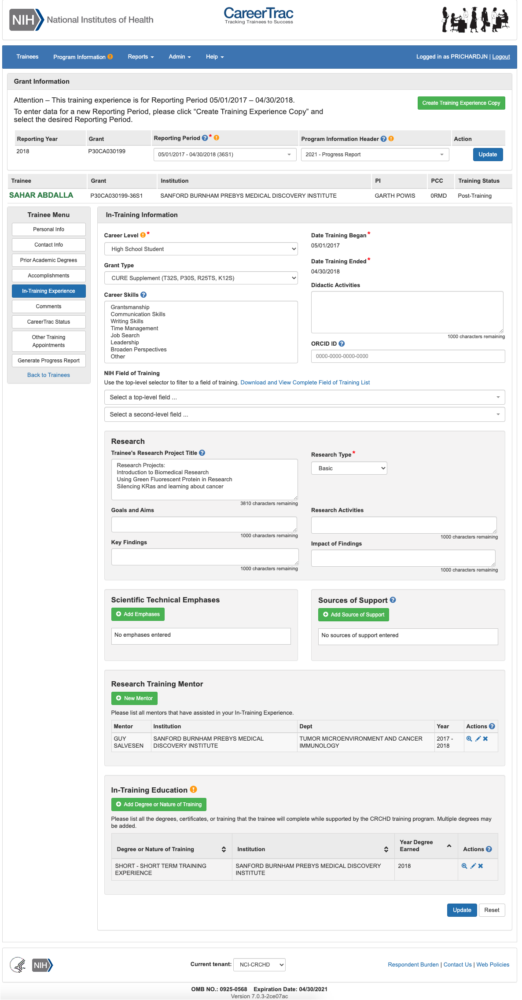 NIH National Institutes of Health
CareerTrac
Tracking Trainees to Success
Trainees Program Information Reports Admin Help Logged in as PRICHARDJN | Logout
Grant Information
Attention – This training experience is for Reporting Period 05/01/2017 – 04/30/2018.
Create Training Experience Copy
To enter data for a new Reporting Period, please click “Create Training Experience Copy” and
select the desired Reporting Period.
Reporting Year Grant Reporting Period * Program Information Header Action
2018 P30CA030199 05/01/2017 - 04/30/2018 (36S1) 2021 - Progress Report Update
Trainee Grant Institution PI PCC Training Status
SAHAR ABDALLA P30CA030199-36S1 SANFORD BURNHAM PREBYS MEDICAL DISCOVERY INSTITUTE GARTH POWIS 0RMD Post-Training
Trainee Menu
Personal Info
Contact Info
Prior Academic Degrees
Accomplishments
In-Training Experience
Comments
CareerTrac Status
Other Training
Appointments
Generate Progress Report
Back to Trainees
In-Training Information
Career Level *
High School Student
Grant Type
CURE Supplement (T32S, P30S, R25TS, K12S)
Career Skills
Grantsmanship
Communication Skills
Writing Skills
Time Management
Job Search
Leadership
Broaden Perspectives
Other
Date Training Began *
05/01/2017
Date Training Ended *
04/30/2018
Didactic Activities
1000 characters remaining
ORCID ID
0000-0000-0000-0000
NIH Field of Training
Use the top-level selector to filter to a field of training. Download and View Complete Field of Training List
Select a top-level field ...
Select a second-level field ...
Research
Trainee's Research Project Title
Research Projects:
Introduction to Biomedical Research
Using Green Fluorescent Protein in Research
Silencing KRas and learning about cancer
3810 characters remaining
Research Type *
Basic
Goals and Aims
1000 characters remaining
Research Activities
1000 characters remaining
Key Findings
1000 characters remaining
Impact of Findings
1000 characters remaining
Scientific Technical Emphases
Add Emphases
No emphases entered
Sources of Support
Add Source of Support
No sources of support entered
Research Training Mentor
New Mentor
Please list all mentors that have assisted in your In-Training Experience.
Mentor Institution Dept Year Actions
GUY SANFORD BURNHAM PREBYS MEDICAL TUMOR MICROENVIRONMENT AND CANCER 2017 -
SALVESEN DISCOVERY INSTITUTE IMMUNOLOGY 2018
In-Training Education
Add Degree or Nature of Training
Please list all the degrees, certificates, or training that the trainee will complete while supported by the CRCHD training program. Multiple degrees may
be added.
Year Degree
Degree or Nature of Training Institution Earned Actions
SHORT - SHORT TERM TRAINING SANFORD BURNHAM PREBYS MEDICAL DISCOVERY 2018
EXPERIENCE INSTITUTE
Update Reset
NIH Current tenant: NCI-CRCHD Respondent Burden | Contact Us | Web Policies
OMB NO.: 0925-0568 Expiration Date: 04/30/2021
Version 7.0.3-2ce07ac